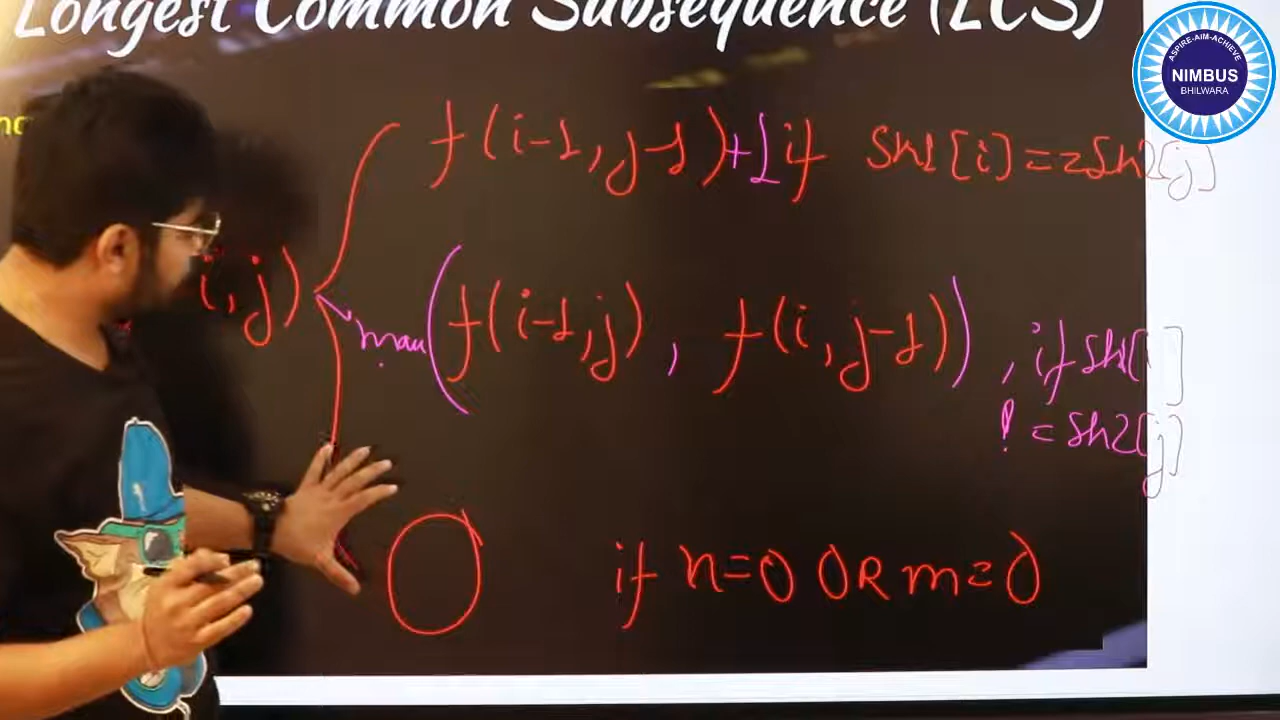 Longest Common Subsequence (LCS)
ASPIRE-AIM-ACHIEVE
NIMBUS
BHILWARA
f(i-1, j-1)+1 if Str1[i]==Str2[j]
i, j)
max(f(i-1, j), f(i, j-1)), if Str1[i]
!= Str2[j]
0 if n=0 OR m=0